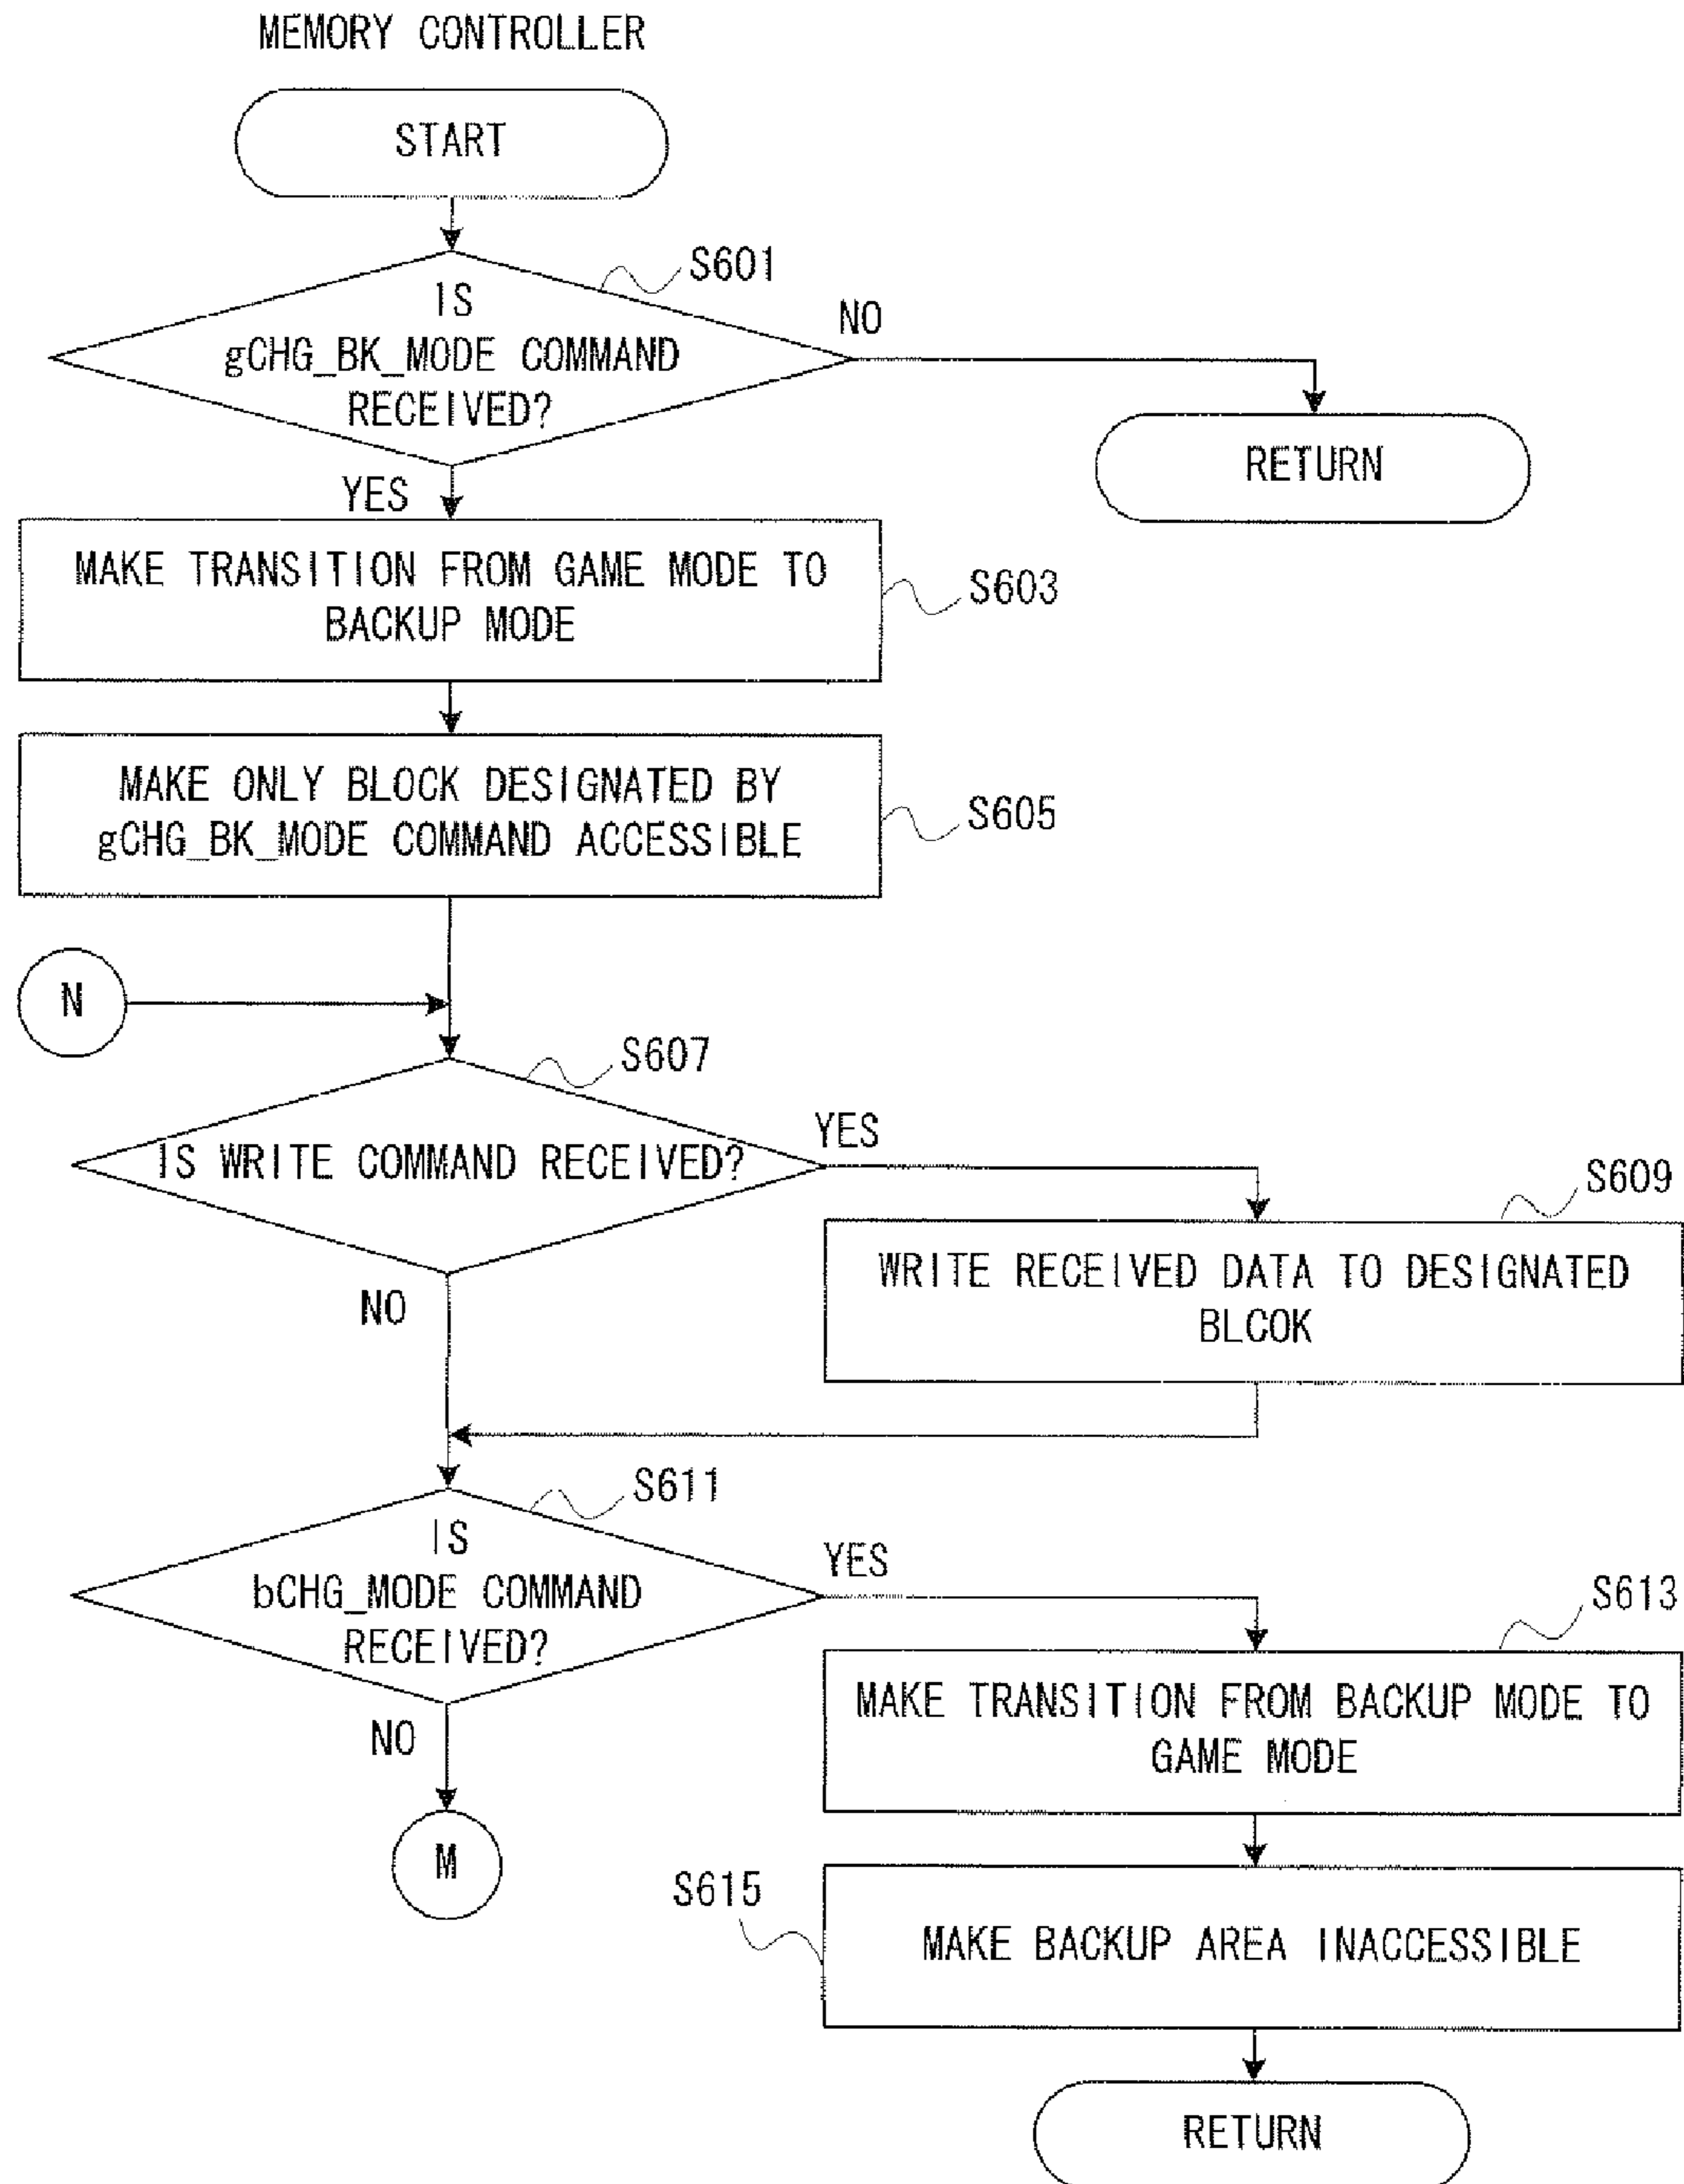 MEMORY CONTROLLER
START
S601
IS
gCHG_BK_MODE COMMAND
RECEIVED?
NO
RETURN
YES
MAKE TRANSITION FROM GAME MODE TO
BACKUP MODE
S603
MAKE ONLY BLOCK DESIGNATED BY
gCHG_BK_MODE COMMAND ACCESSIBLE
S605
N
S607
IS WRITE COMMAND RECEIVED?
YES
S609
WRITE RECEIVED DATA TO DESIGNATED
BLCOK
NO
S611
IS
bCHG_MODE COMMAND
RECEIVED?
YES
S613
MAKE TRANSITION FROM BACKUP MODE TO
GAME MODE
NO
M
S615
MAKE BACKUP AREA INACCESSIBLE
RETURN